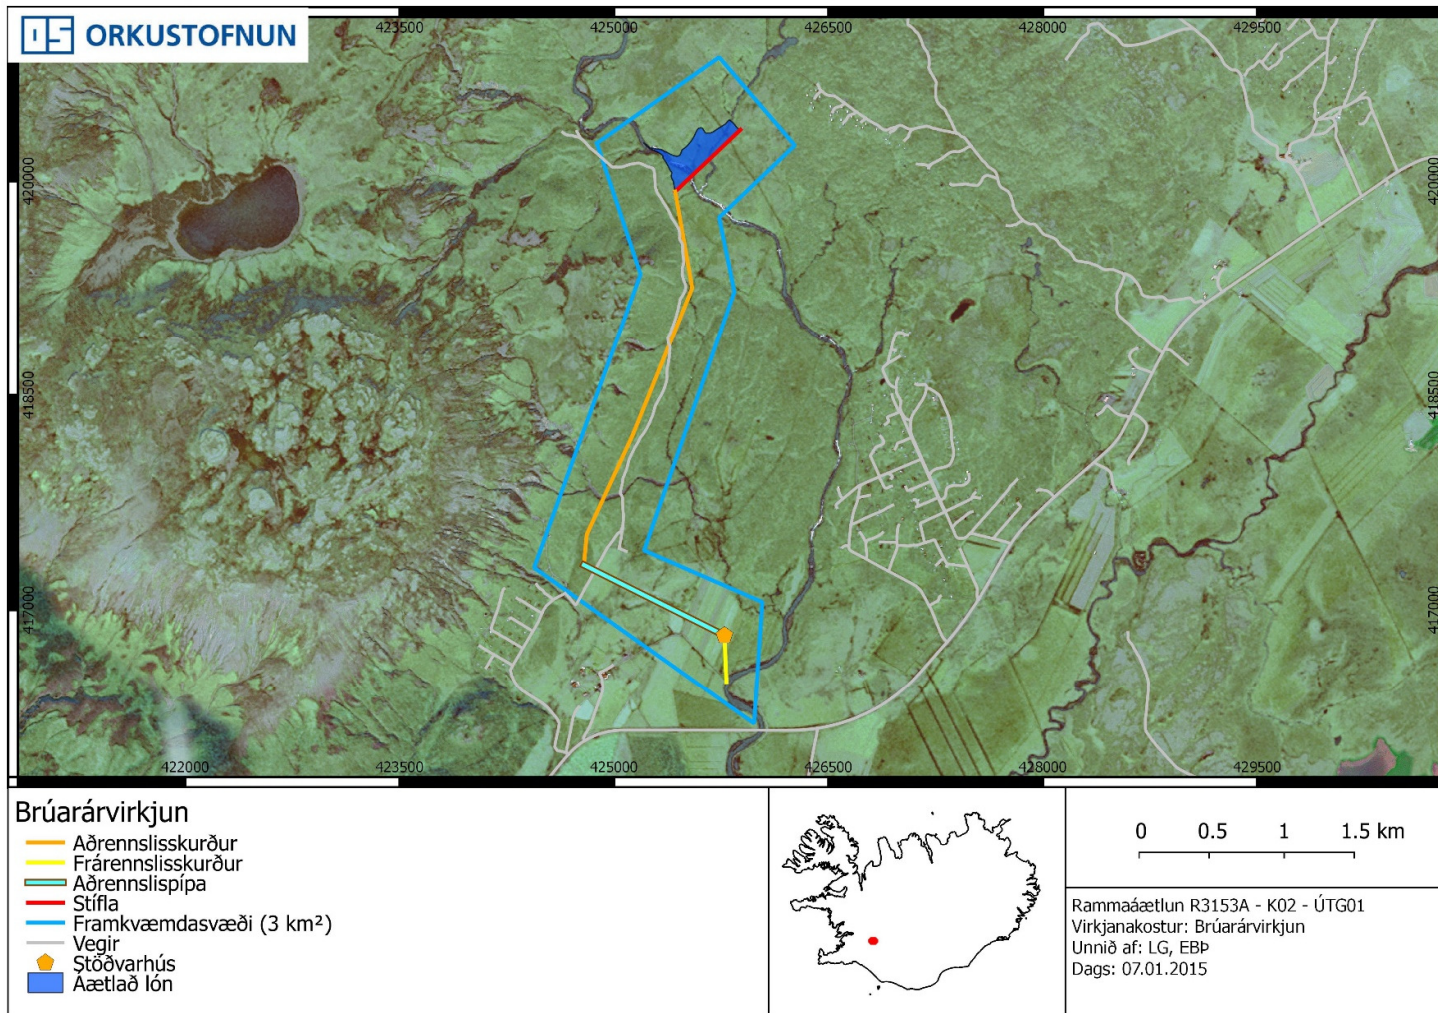 OS ORKUSTOFNUN
423500
425000
426500
428000
429500
420000
420000
418500
418500
417000
417000
422000
423500
425000
426500
428000
429500
Brúarárvirkjun
Aðrennslisskurður
Frárennslisskurður
Aðrennslispípa
Stífla
Framkvæmdasvæði (3 km²)
Vegir
Stöðvarhús
Áætlað lón
0 0.5 1 1.5 km
Rammaáætlun R3153A - K02 - ÚTG01
Virkjanakostur: Brúarárvirkjun
Unnið af: LG, EBÞ
Dags: 07.01.2015